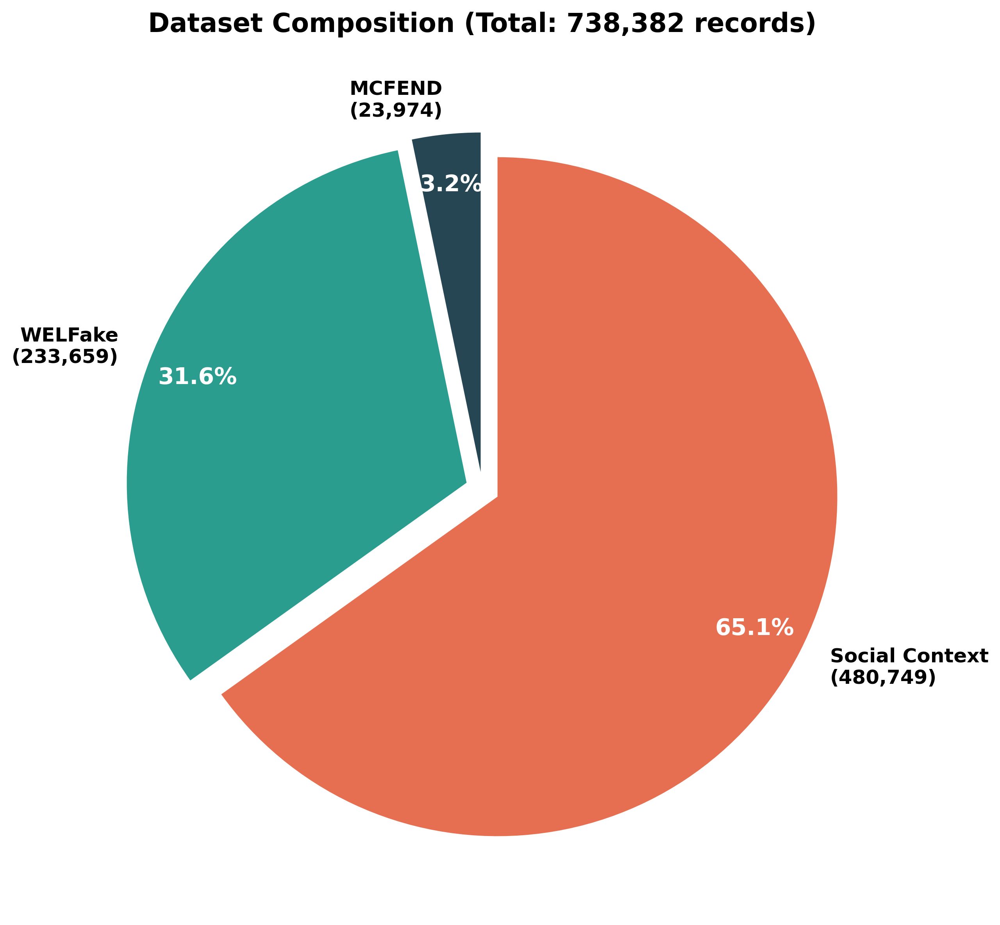 Dataset Composition (Total: 738,382 records)
MCFEND
(23,974)
3.2%
WELFake
(233,659)
31.6%
65.1%
Social Context
(480,749)